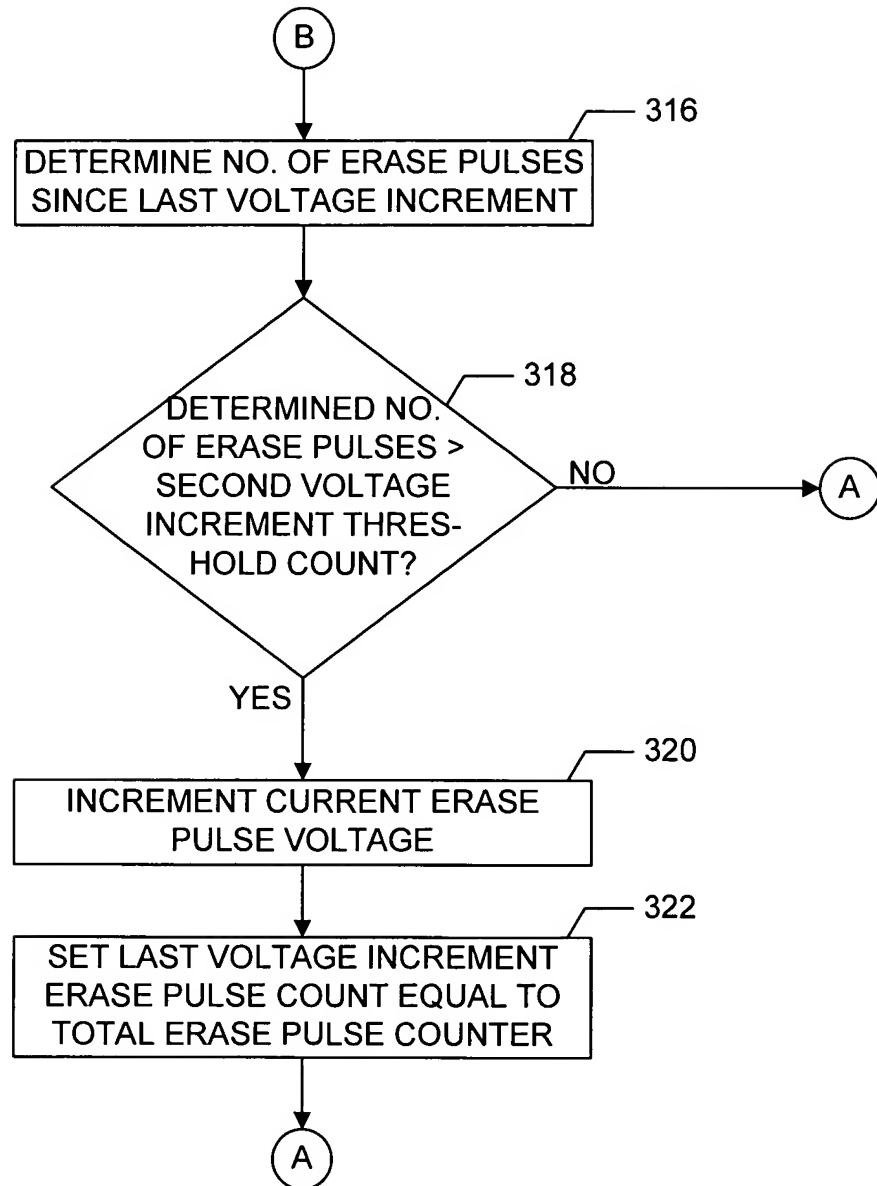 B
316
DETERMINE NO. OF ERASE PULSES
SINCE LAST VOLTAGE INCREMENT
318
DETERMINED NO.
OF ERASE PULSES >
SECOND VOLTAGE
INCREMENT THRES-
HOLD COUNT?
NO
A
YES
320
INCREMENT CURRENT ERASE
PULSE VOLTAGE
322
SET LAST VOLTAGE INCREMENT
ERASE PULSE COUNT EQUAL TO
TOTAL ERASE PULSE COUNTER
A